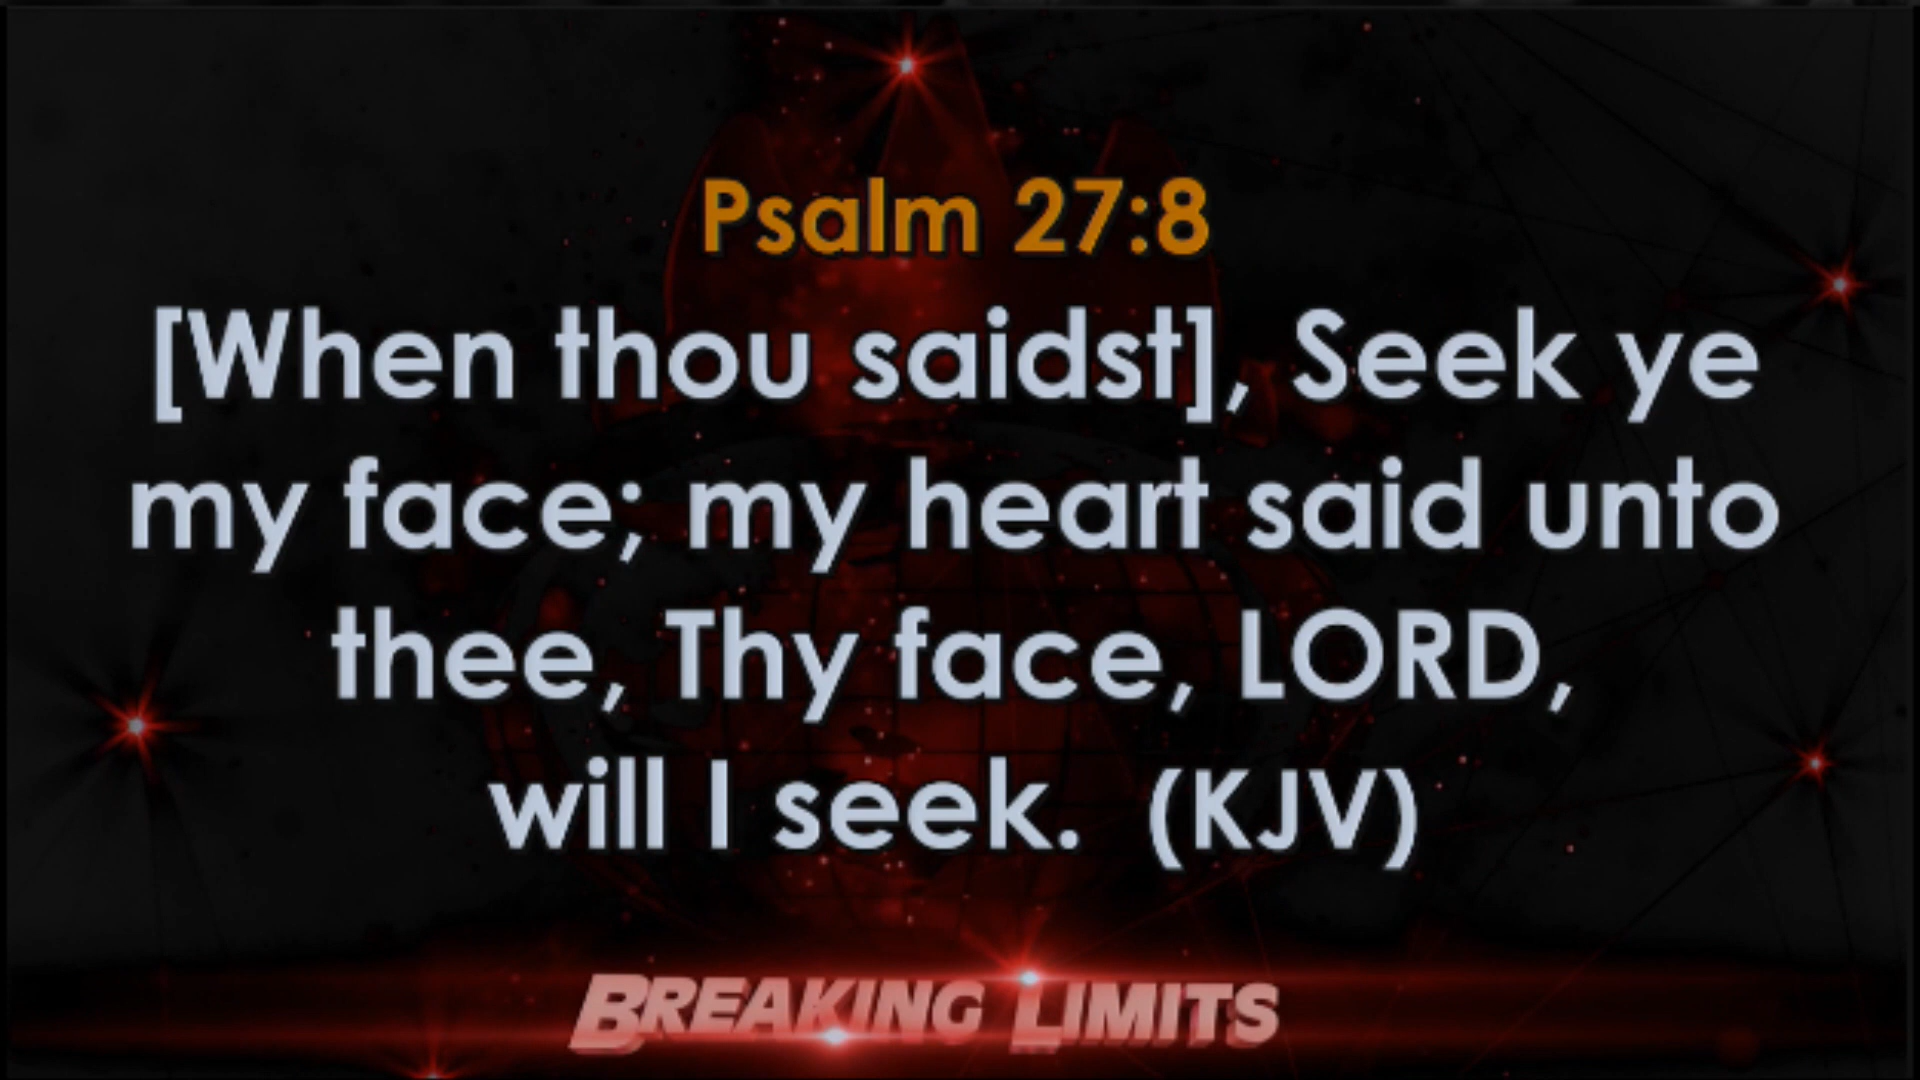 Psalm 27:8
[When thou saidst], Seek ye
my face; my heart said unto
thee, Thy face, LORD,
will I seek. (KJV)
BREAKING LIMITS